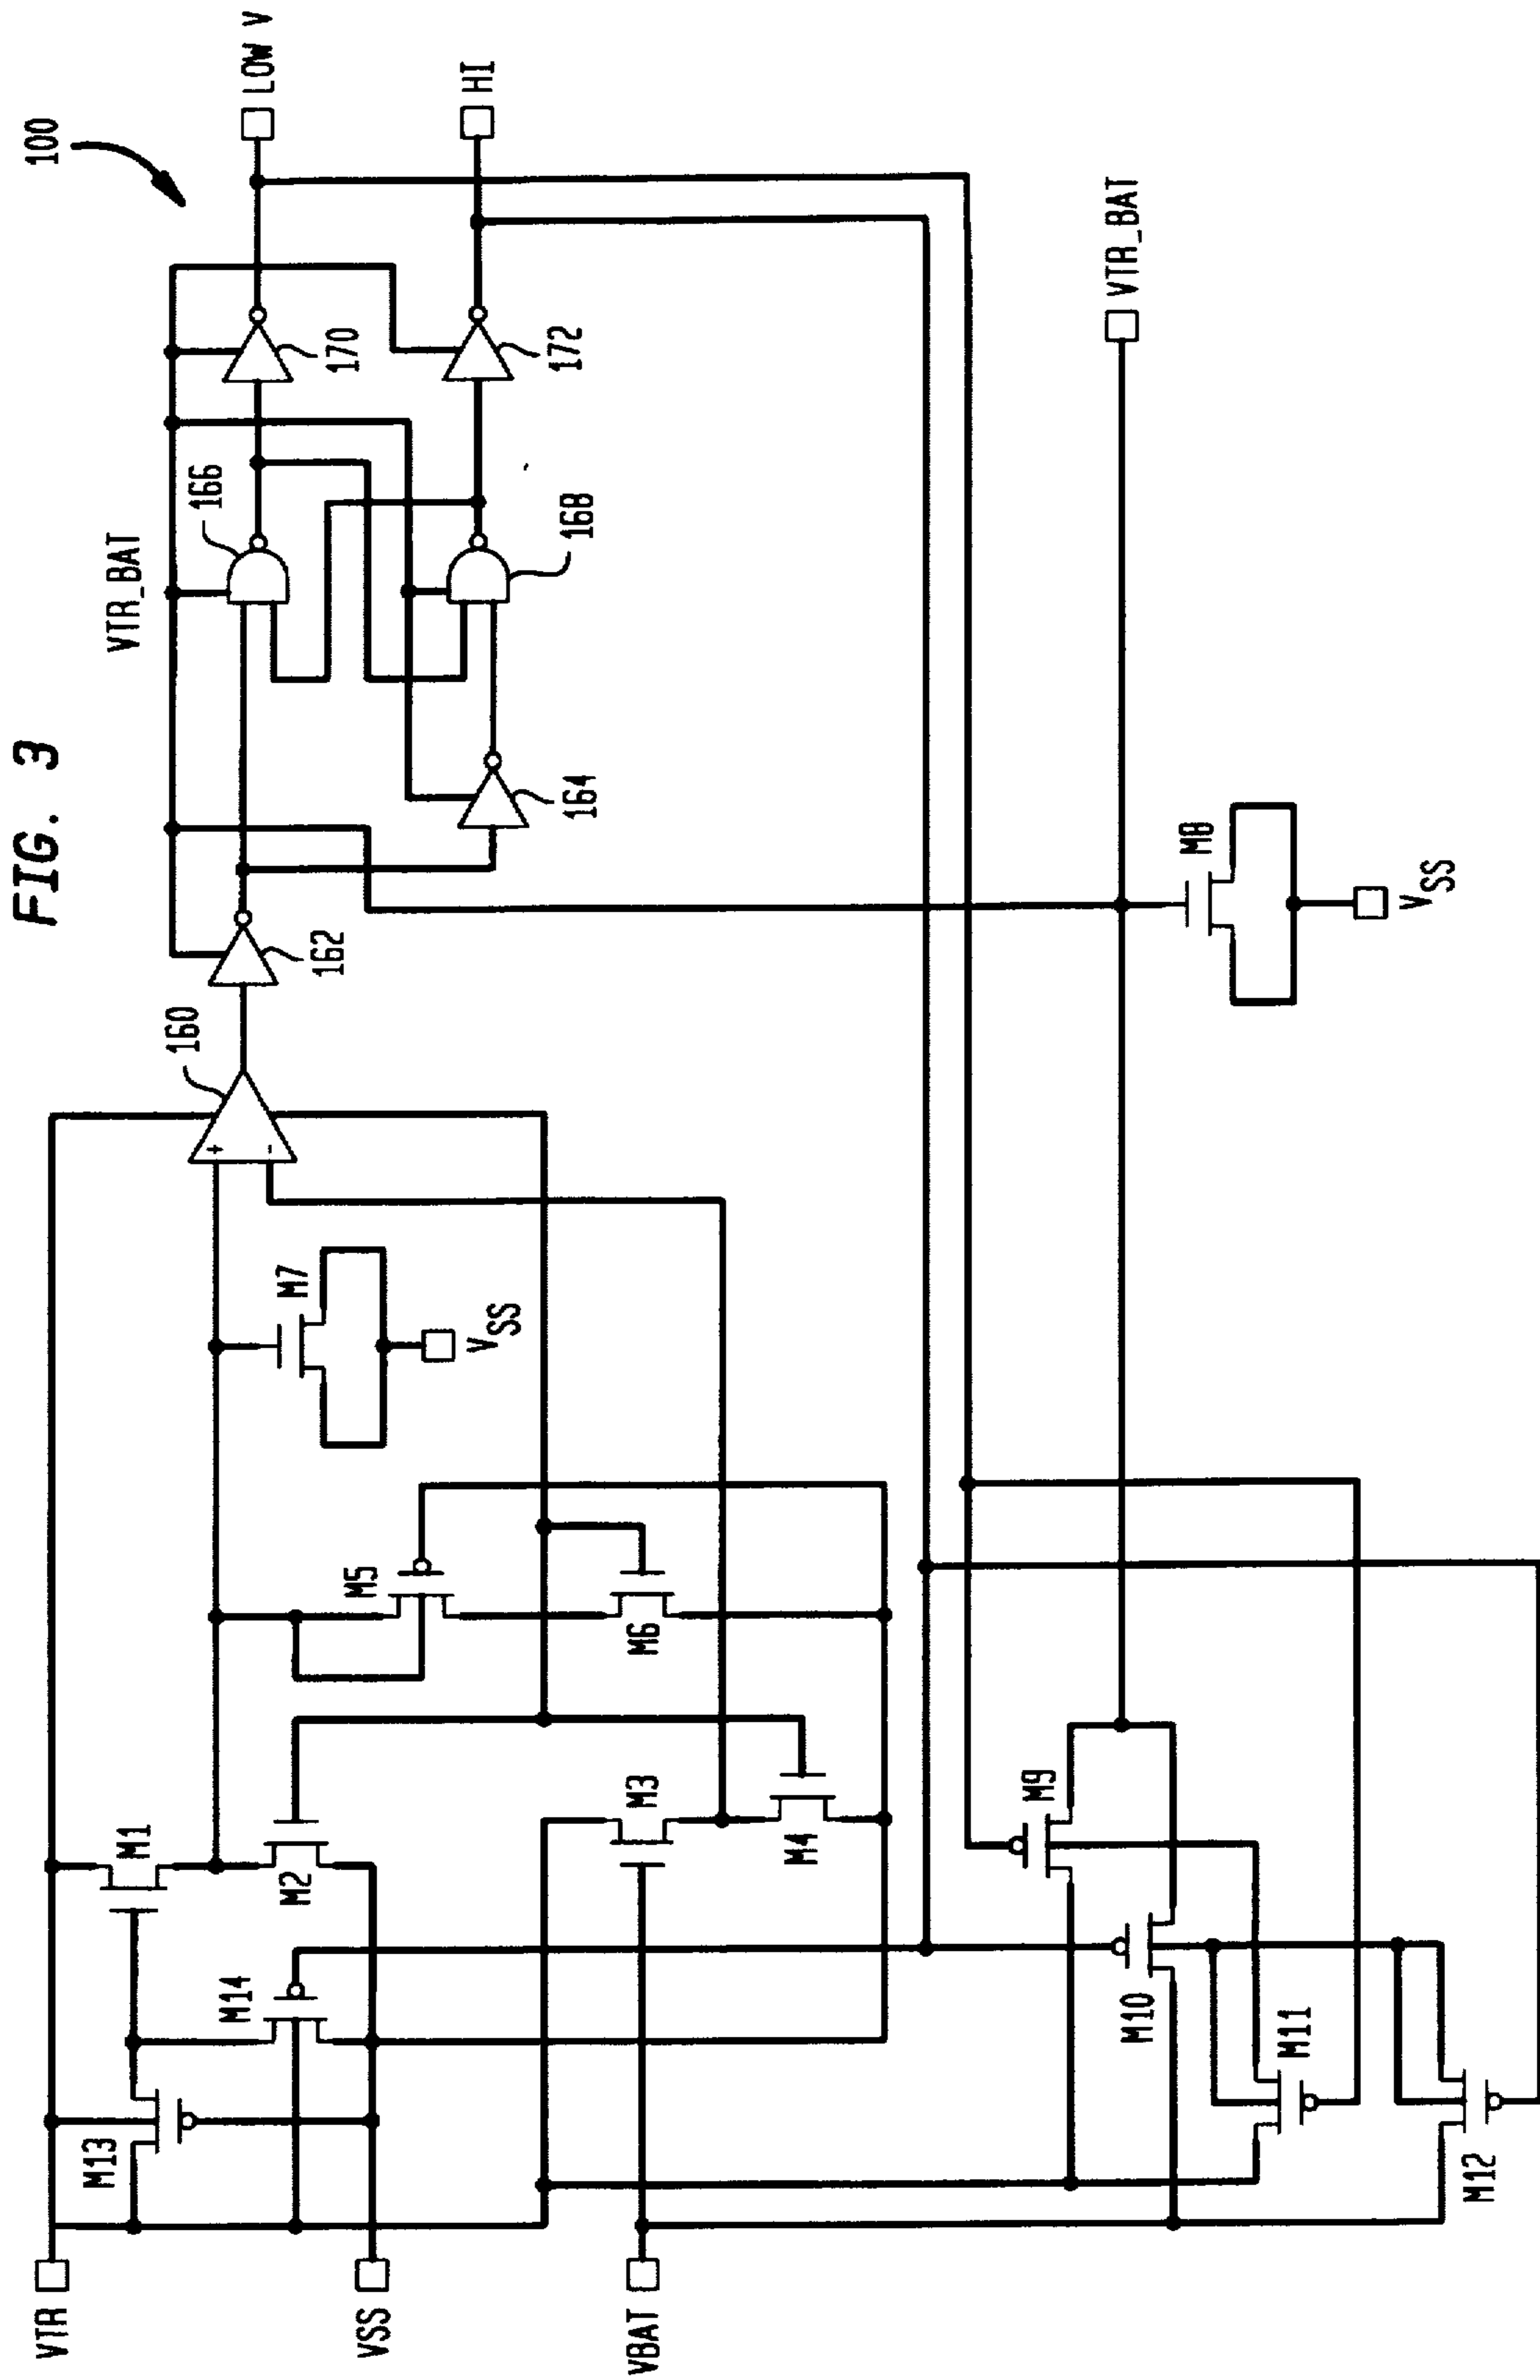 FIG. 3
100
VTR
VSS
VBAT
M13
M14
M1
M2
M3
M4
M5
M6
M7
VSS
160
+
-
162
164
VTR_BAT
166
168
170
172
LOW V
HI
VTR_BAT
M8
VSS
M9
M10
M11
M12